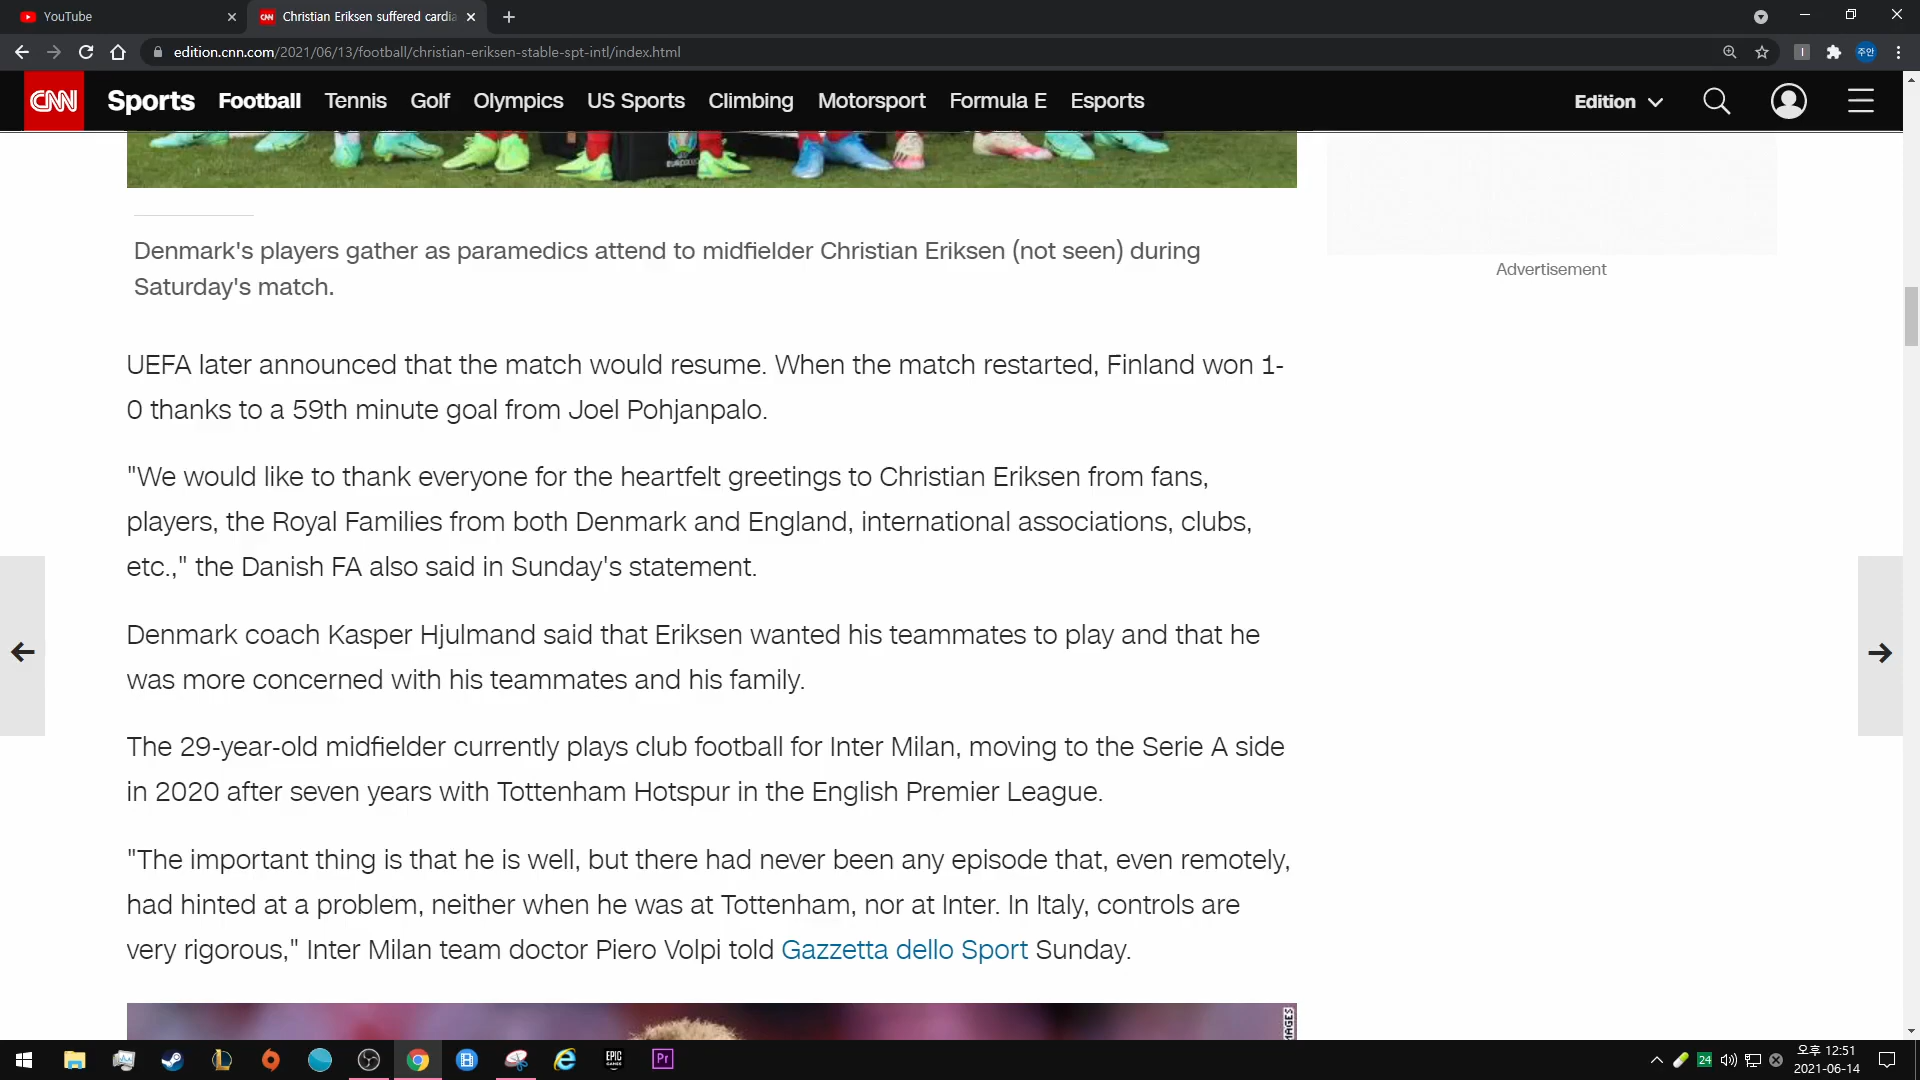 YouTube
CNN Christian Eriksen suffered cardia
edition.cnn.com/2021/06/13/football/christian-eriksen-stable-spt-intl/index.html
I
주안
CNN Sports Football Tennis Golf Olympics US Sports Climbing Motorsport Formula E Esports Edition
Denmark's players gather as paramedics attend to midfielder Christian Eriksen (not seen) during
Saturday's match.
Advertisement
UEFA later announced that the match would resume. When the match restarted, Finland won 1-
0 thanks to a 59th minute goal from Joel Pohjanpalo.
"We would like to thank everyone for the heartfelt greetings to Christian Eriksen from fans,
players, the Royal Families from both Denmark and England, international associations, clubs,
etc.," the Danish FA also said in Sunday's statement.
Denmark coach Kasper Hjulmand said that Eriksen wanted his teammates to play and that he
was more concerned with his teammates and his family.
The 29-year-old midfielder currently plays club football for Inter Milan, moving to the Serie A side
in 2020 after seven years with Tottenham Hotspur in the English Premier League.
"The important thing is that he is well, but there had never been any episode that, even remotely,
had hinted at a problem, neither when he was at Tottenham, nor at Inter. In Italy, controls are
very rigorous," Inter Milan team doctor Piero Volpi told Gazzetta dello Sport Sunday.
EPIC
GAMES
Pr
24
오후 12:51
2021-06-14